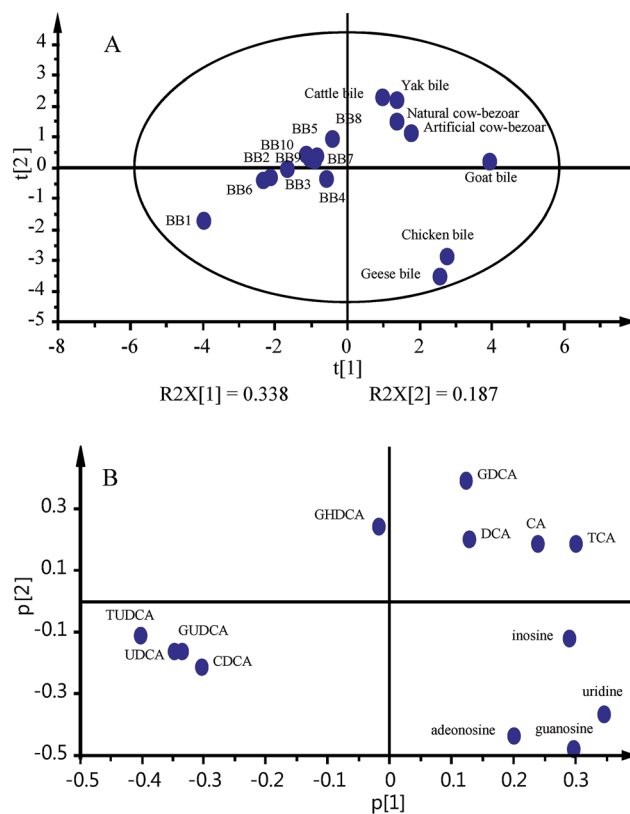 A
4
3
2
1
0
-1
-2
-3
-4
-5
t[2]
Cattle bile
Yak bile
Natural cow-bezoar
Artificial cow-bezoar
BB8
BB5
BB10
BB2
BB9
BB7
Goat bile
BB6
BB3
BB4
BB1
Chicken bile
Geese bile
-8
-6
-4
-2
0
2
4
6
t[1]
R2X[1] = 0.338
R2X[2] = 0.187
B
0.3
0.1
-0.1
-0.3
-0.5
p[2]
GDCA
GHDCA
DCA
CA
TCA
TUDCA
GUDCA
UDCA
CDCA
inosine
uridine
adeonosine
guanosine
-0.5
-0.4
-0.3
-0.2
-0.1
0
0.1
0.2
0.3
p[1]